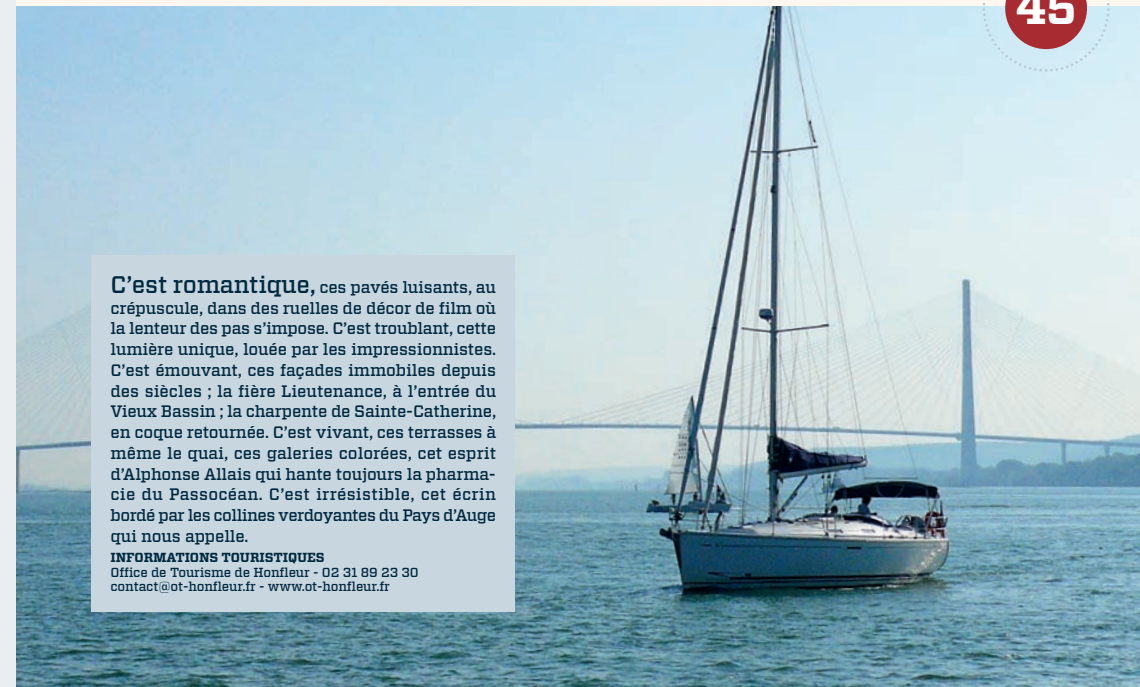 45
C’est romantique, ces pavés luisants, au
crépuscule, dans des ruelles de décor de film où
la lenteur des pas s’impose. C’est troublant, cette
lumière unique, louée par les impressionnistes.
C’est émouvant, ces façades immobiles depuis
des siècles ; la fière Lieutenance, à l’entrée du
Vieux Bassin ; la charpente de Sainte-Catherine,
en coque retournée. C’est vivant, ces terrasses à
même le quai, ces galeries colorées, cet esprit
d’Alphonse Allais qui hante toujours la pharma-
cie du Passocéan. C’est irrésistible, cet écrin
bordé par les collines verdoyantes du Pays d’Auge
qui nous appelle.
INFORMATIONS TOURISTIQUES
Office de Tourisme de Honfleur - 02 31 89 23 30
contact@ot-honfleur.fr - www.ot-honfleur.fr